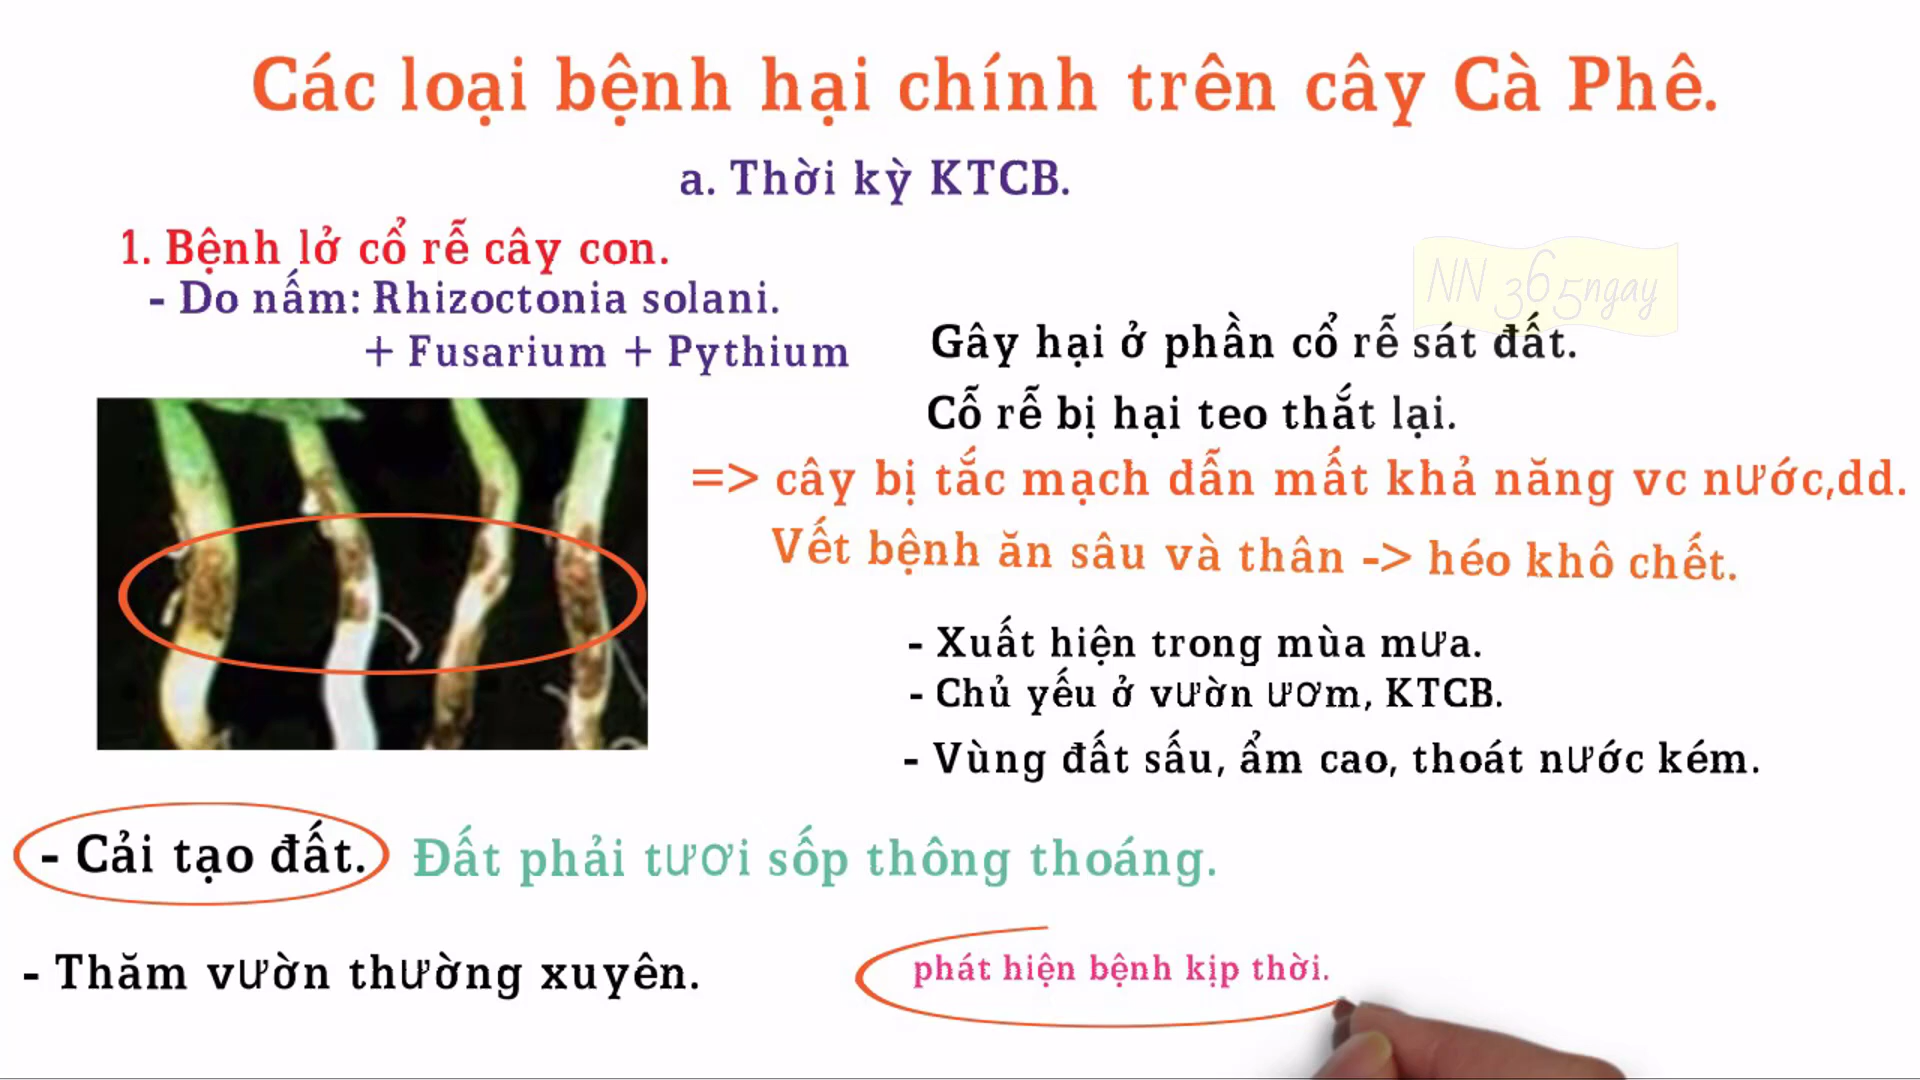 Các loại bệnh hại chính trên cây Cà Phê.
a. Thời kỳ KTCB.
1. Bệnh lở cổ rễ cây con.
- Do nấm: Rhizoctonia solani.
+ Fusarium + Pythium
NN 365ngay
Gây hại ở phần cổ rễ sát đất.
Cỗ rễ bị hại teo thắt lại.
=> cây bị tắc mạch dẫn mất khả năng vc nước,dd.
Vết bệnh ăn sâu và thân -> héo khô chết.
- Xuất hiện trong mùa mưa.
- Chủ yếu ở vườn ươm, KTCB.
- Vùng đất sấu, ẩm cao, thoát nước kém.
- Cải tạo đất. Đất phải tươi sốp thông thoáng.
- Thăm vườn thường xuyên. phát hiện bệnh kịp thời.